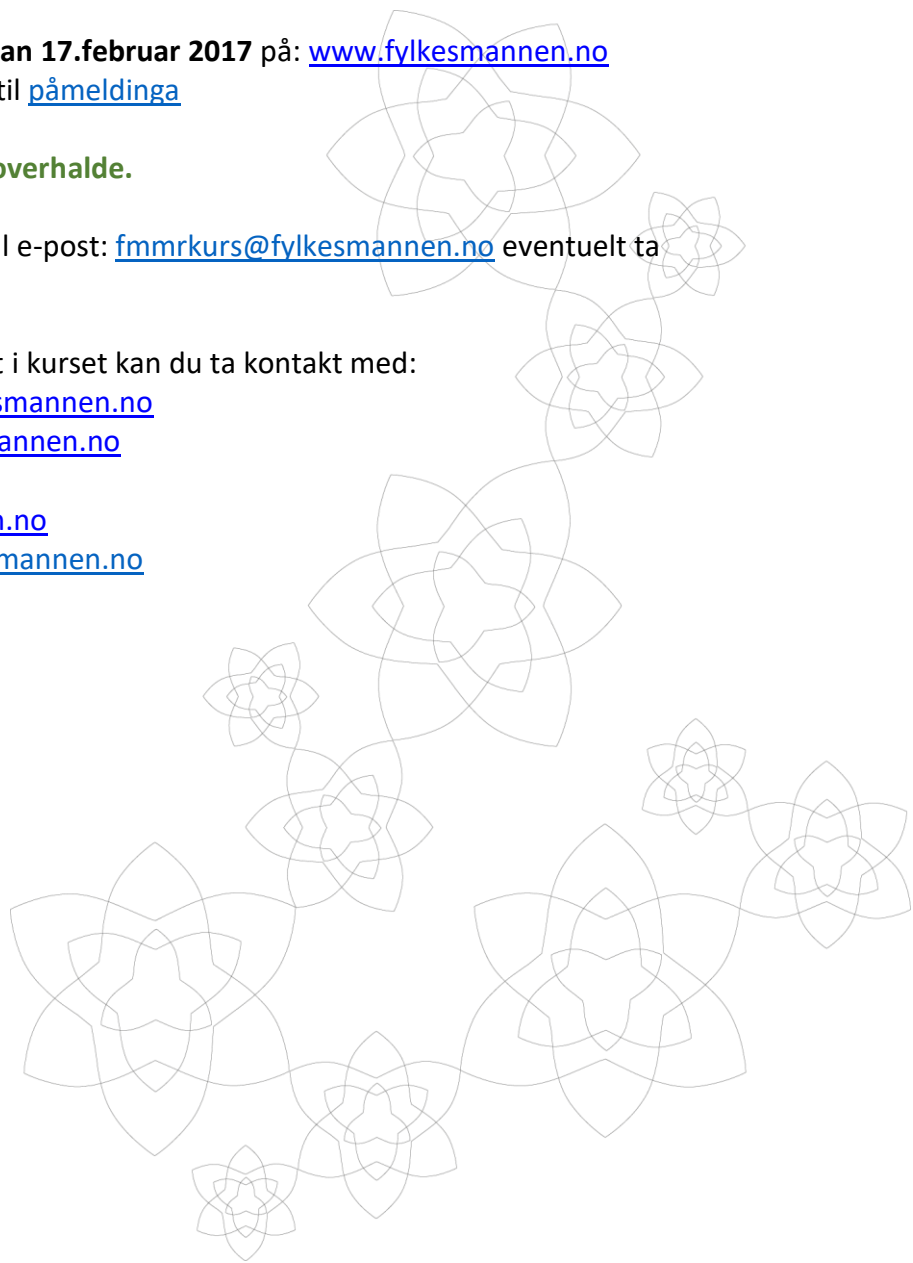 an 17.februar 2017 på: www.fylkesmannen.no
til påmeldinga
overhalde.
l e-post: fmmrkurs@fylkesmannen.no eventuelt ta
t i kurset kan du ta kontakt med:
smannen.no
annen.no
n.no
mannen.no